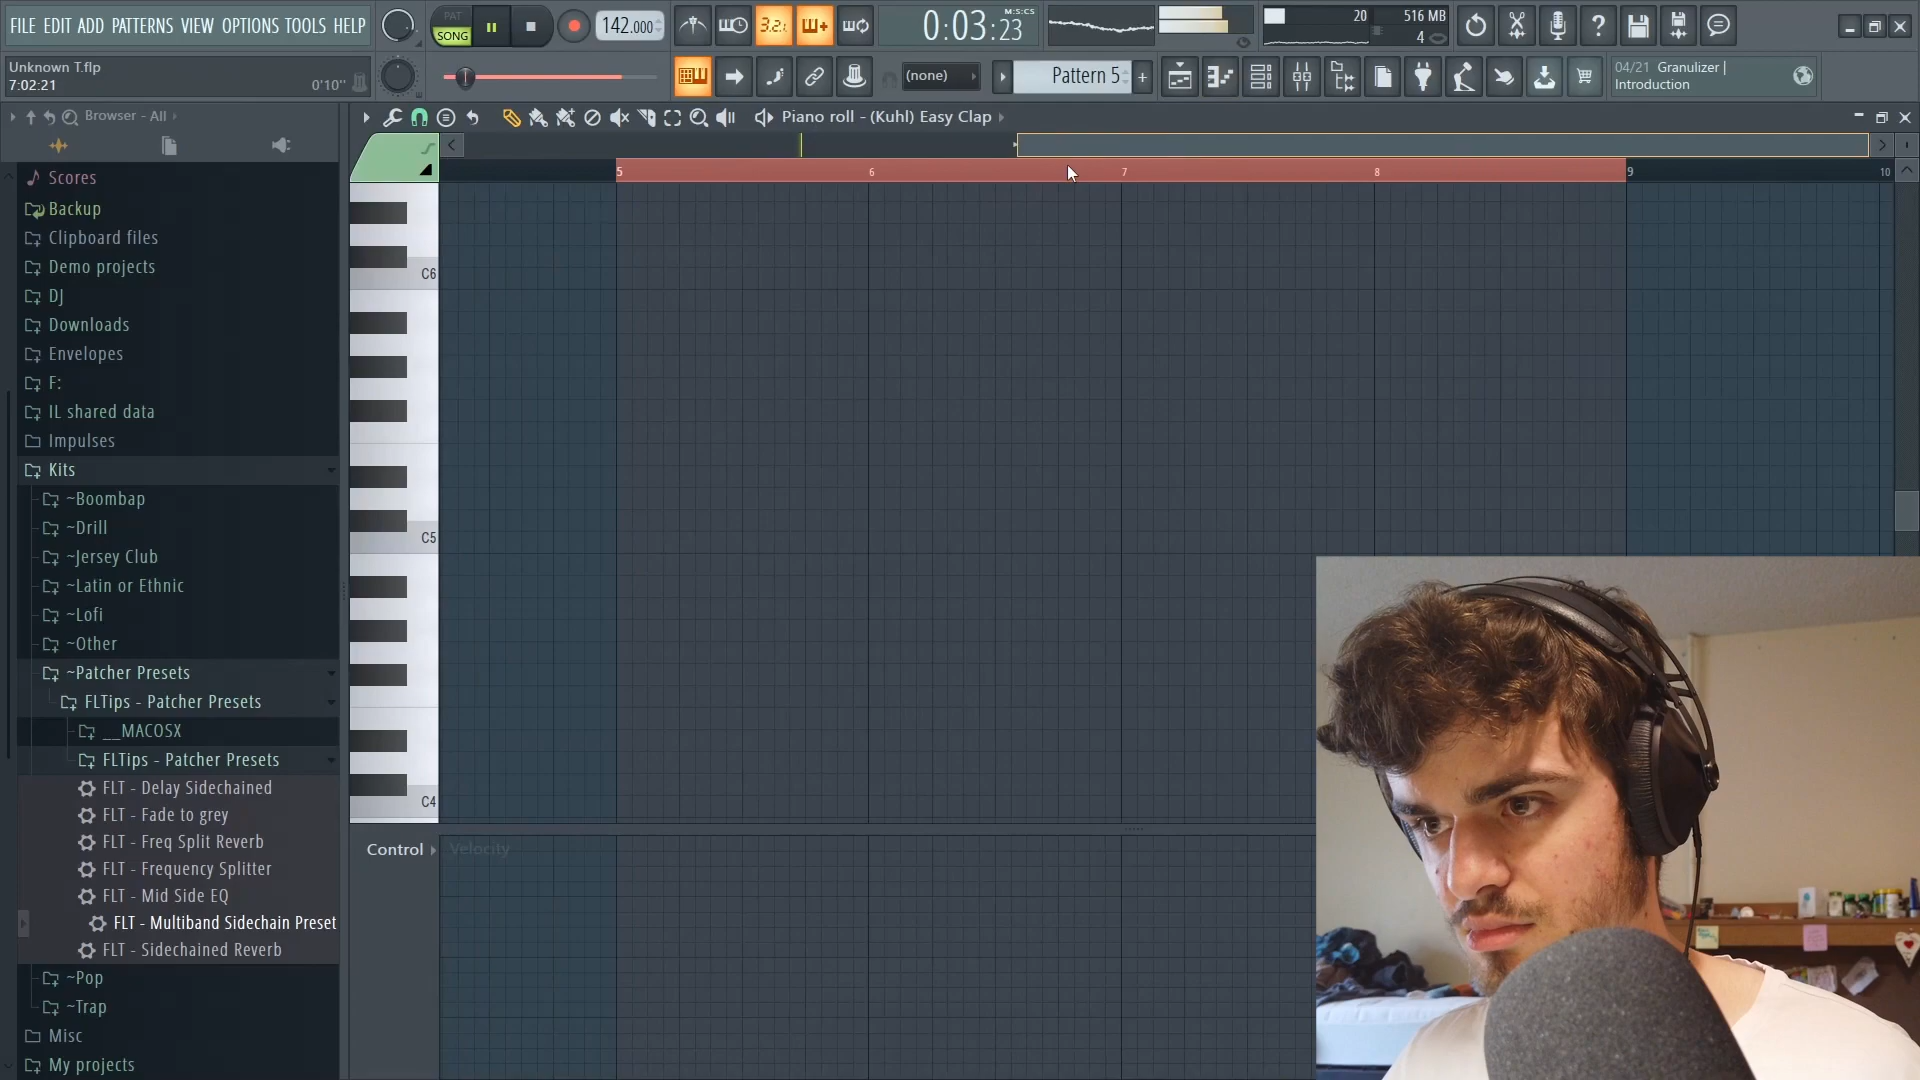 FILE EDIT ADD PATTERNS VIEW OPTIONS TOOLS HELP
PAT
SONG
142.000
3.2.
0:03:23
M:S:CS
20
516 MB
4
Unknown T.flp
7:02:21
0'10"
(none)
Pattern 5
04/21 Granulizer |
Introduction
Browser - All
Piano roll - (Kuhl) Easy Clap
5
6
7
8
9
10
Scores
Backup
Clipboard files
Demo projects
DJ
Downloads
Envelopes
F:
IL shared data
Impulses
Kits
~Boombap
~Drill
~Jersey Club
~Latin or Ethnic
~Lofi
~Other
~Patcher Presets
FLTips - Patcher Presets
__MACOSX
FLTips - Patcher Presets
FLT - Delay Sidechained
FLT - Fade to grey
FLT - Freq Split Reverb
FLT - Frequency Splitter
FLT - Mid Side EQ
FLT - Multiband Sidechain Preset
FLT - Sidechained Reverb
~Pop
~Trap
Misc
My projects
C6
C5
C4
Control
Velocity